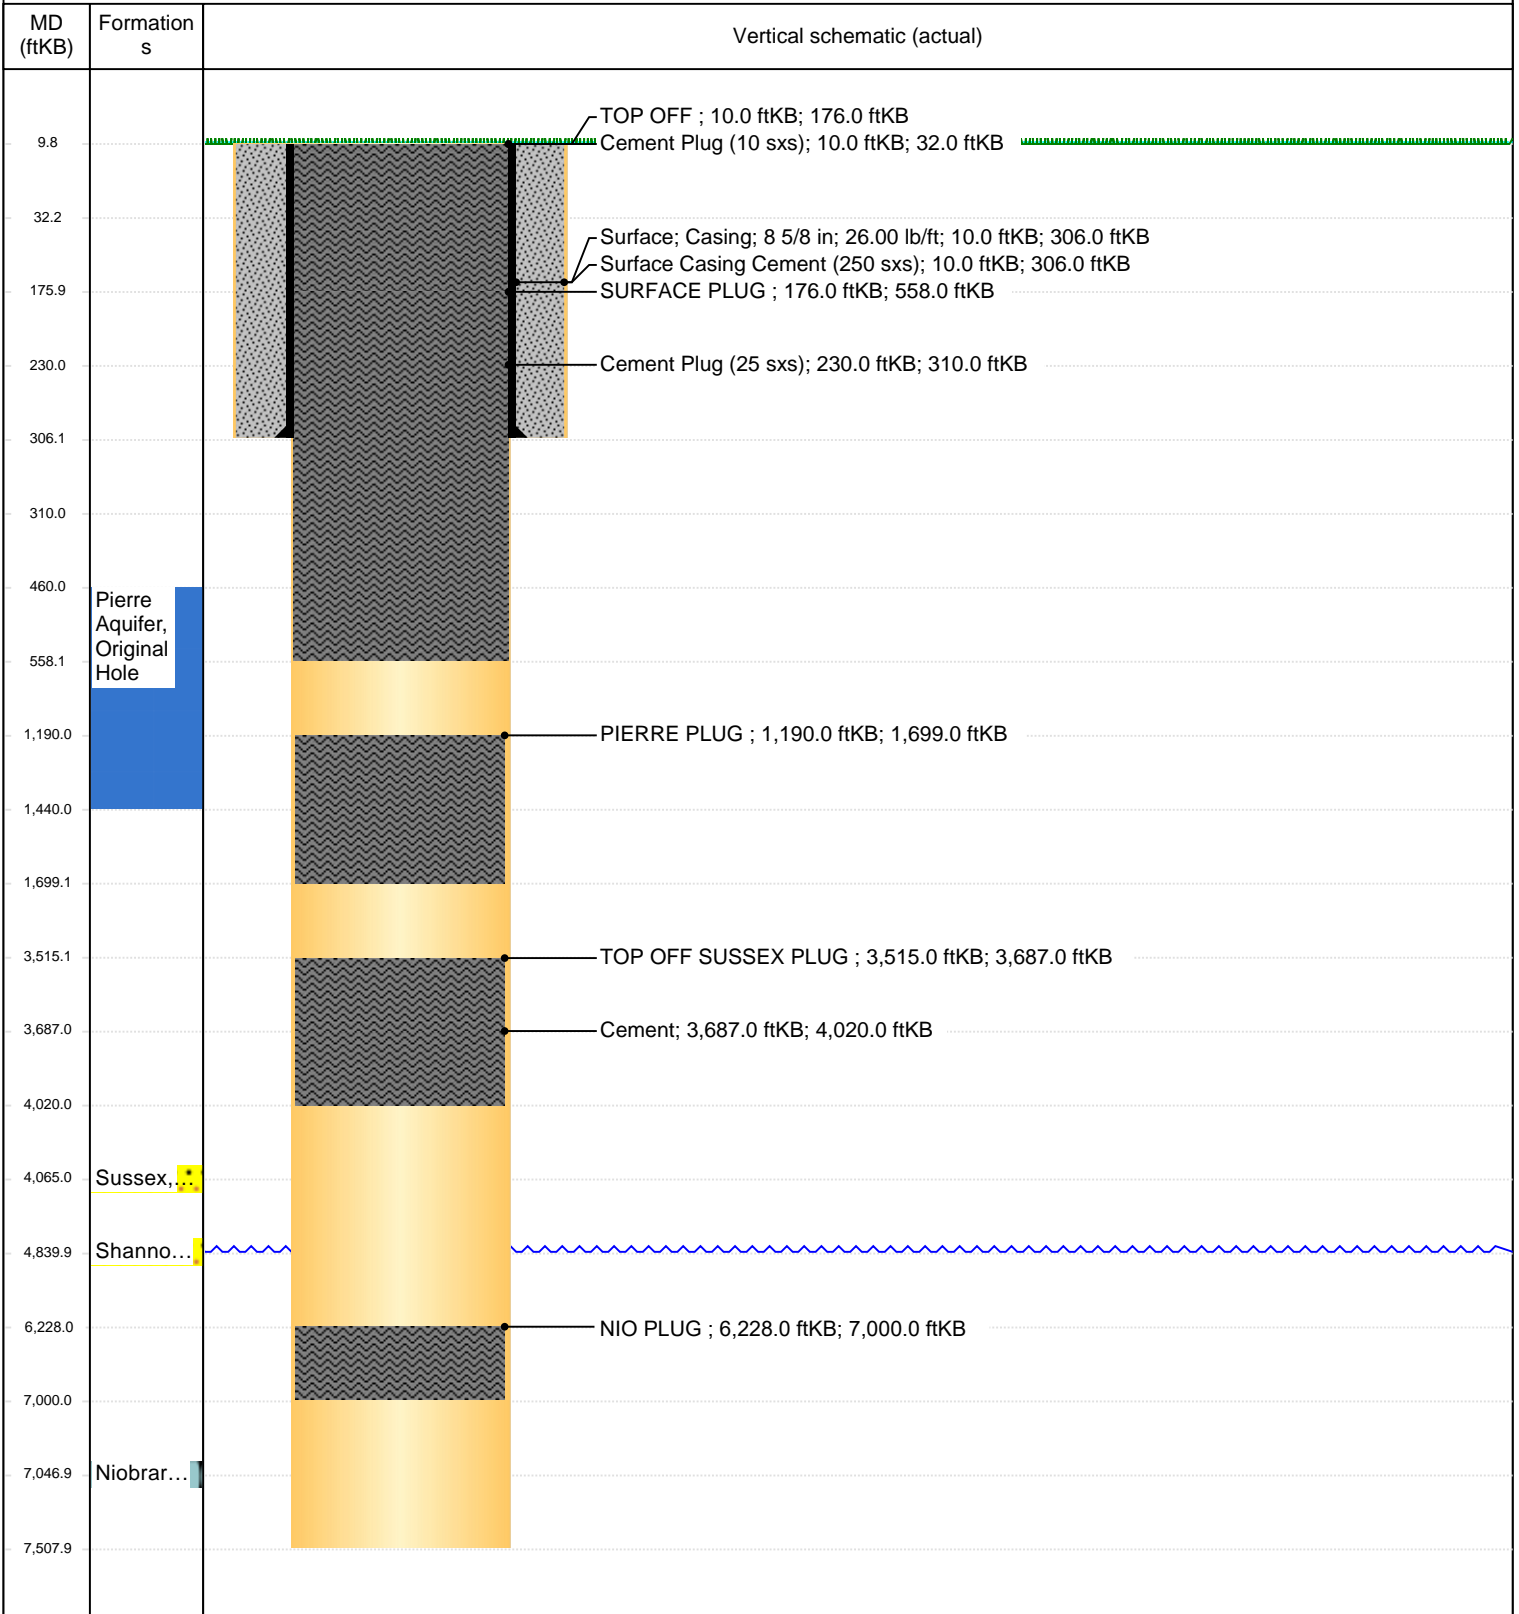 MD
(ftKB)
Formation
s
Vertical schematic (actual)
TOP OFF ; 10.0 ftKB; 176.0 ftKB
9.8
Cement Plug (10 sxs); 10.0 ftKB; 32.0 ftKB
32.2
Surface; Casing; 8 5/8 in; 26.00 lb/ft; 10.0 ftKB; 306.0 ftKB
Surface Casing Cement (250 sxs); 10.0 ftKB; 306.0 ftKB
175.9
SURFACE PLUG ; 176.0 ftKB; 558.0 ftKB
230.0
Cement Plug (25 sxs); 230.0 ftKB; 310.0 ftKB
306.1
310.0
460.0
Pierre
Aquifer,
Original
Hole
558.1
1,190.0
PIERRE PLUG ; 1,190.0 ftKB; 1,699.0 ftKB
1,440.0
1,699.1
3,515.1
TOP OFF SUSSEX PLUG ; 3,515.0 ftKB; 3,687.0 ftKB
3,687.0
Cement; 3,687.0 ftKB; 4,020.0 ftKB
4,020.0
4,065.0
Sussex,...
4,839.9
Shanno...
6,228.0
NIO PLUG ; 6,228.0 ftKB; 7,000.0 ftKB
7,000.0
7,046.9
Niobrar...
7,507.9